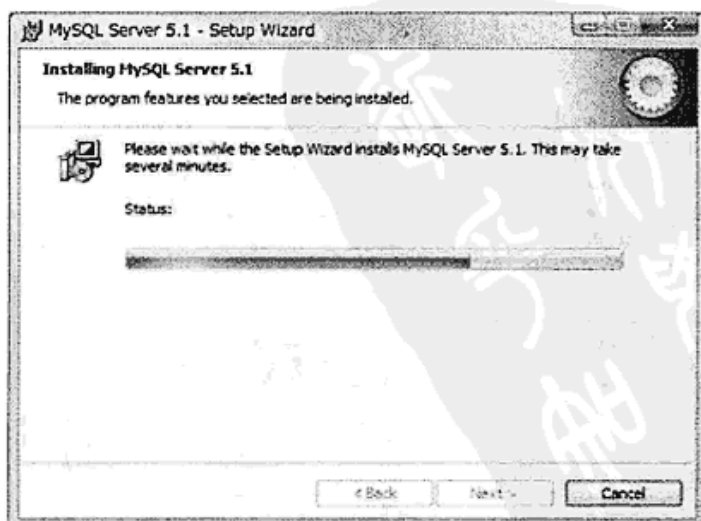 MySQL Server 5.1 - Setup Wizard
Installing MySQL Server 5.1
The program features you selected are being installed.
Please wait while the Setup Wizard installs MySQL Server 5.1. This may take
several minutes.
Status:
< Back
Next >
Cancel